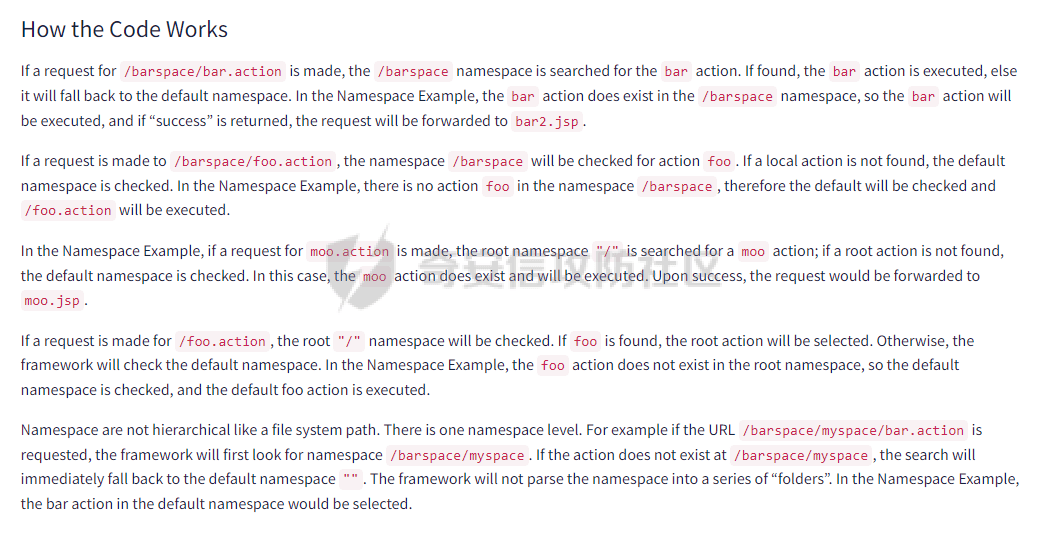 How the Code Works
If a request for /barspace/bar.action is made, the /barspace namespace is searched for the bar action. If found, the bar action is executed, else
it will fall back to the default namespace. In the Namespace Example, the bar action does exist in the /barspace namespace, so the bar action will
be executed, and if “success” is returned, the request will be forwarded to bar2.jsp.
If a request is made to /barspace/foo.action, the namespace /barspace will be checked for action foo. If a local action is not found, the default
namespace is checked. In the Namespace Example, there is no action foo in the namespace /barspace, therefore the default will be checked and
/foo.action will be executed.
In the Namespace Example, if a request for moo.action is made, the root namespace "/" is searched for a moo action; if a root action is not found,
the default namespace is checked. In this case, the moo action does exist and will be executed. Upon success, the request would be forwarded to
moo.jsp.
奇安信攻防社区
If a request is made for /foo.action, the root "/" namespace will be checked. If foo is found, the root action will be selected. Otherwise, the
framework will check the default namespace. In the Namespace Example, the foo action does not exist in the root namespace, so the default
namespace is checked, and the default foo action is executed.
Namespace are not hierarchical like a file system path. There is one namespace level. For example if the URL /barspace/myspace/bar.action is
requested, the framework will first look for namespace /barspace/myspace. If the action does not exist at /barspace/myspace, the search will
immediately fall back to the default namespace "". The framework will not parse the namespace into a series of “folders”. In the Namespace Example,
the bar action in the default namespace would be selected.